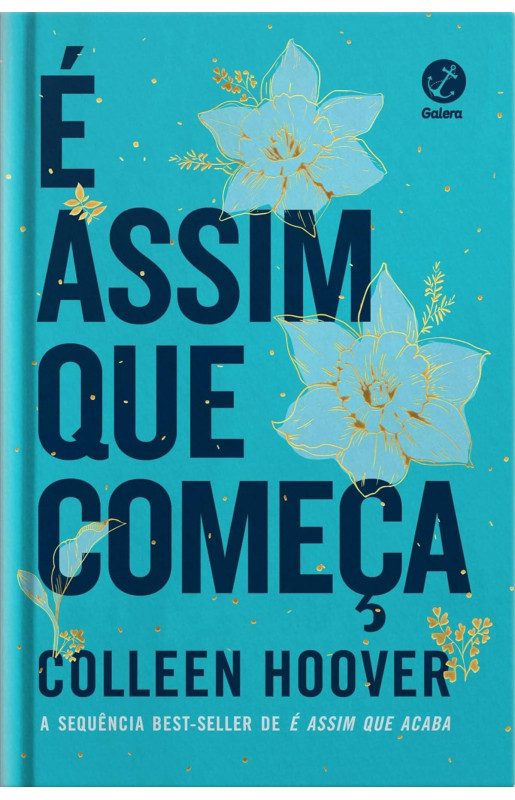 Galera
É
ASSIM
QUE
COMEÇA
COLLEEN HOOVER
A SEQUÊNCIA BEST-SELLER DE É ASSIM QUE ACABA